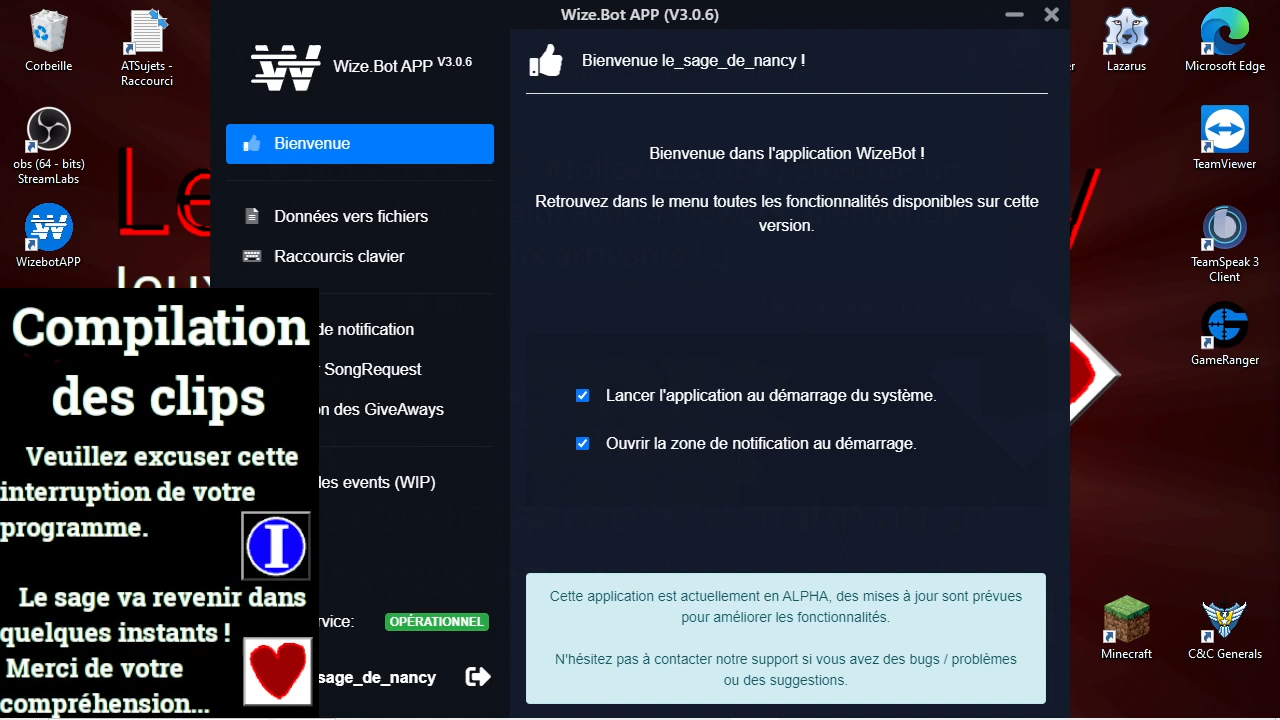 Wize.Bot APP (V3.0.6)
Corbeille
ATSujets -
Raccourci
obs (64 - bits)
StreamLabs
WizebotAPP
Wize.Bot APP V3.0.6
Bienvenue
Données vers fichiers
Raccourcis clavier
de notification
SongRequest
des GiveAways
les events (WIP)
OPÉRATIONNEL
sage_de_nancy
Bienvenue le_sage_de_nancy !
Bienvenue dans l'application WizeBot !
Retrouvez dans le menu toutes les fonctionnalités disponibles sur cette
version.
Lancer l'application au démarrage du système.
Ouvrir la zone de notification au démarrage.
Cette application est actuellement en ALPHA, des mises à jour sont prévues
pour améliorer les fonctionnalités.
N'hésitez pas à contacter notre support si vous avez des bugs / problèmes
ou des suggestions.
Compilation
des clips
Veuillez excuser cette
interruption de votre
programme.
I
Le sage va revenir dans
quelques instants !
Merci de votre
compréhension...
Lazarus
Microsoft Edge
TeamViewer
TeamSpeak 3
Client
GameRanger
Minecraft
C&C Generals